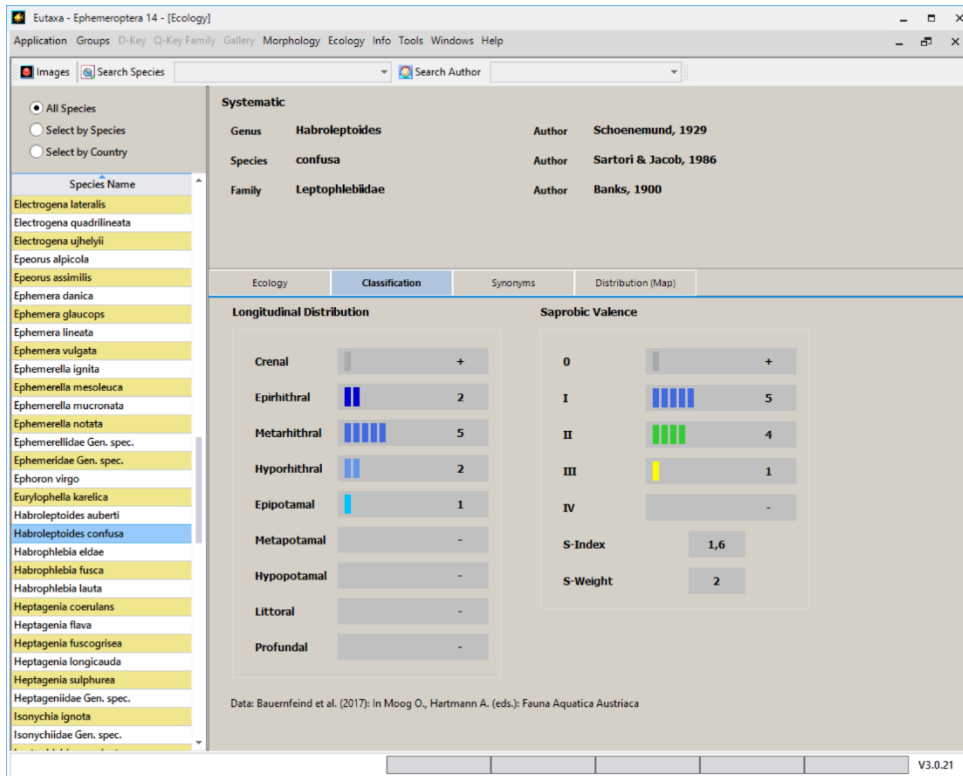 Eutaxa - Ephemeroptera 14 - [Ecology]
Application Groups D-Key Q-Key Family Gallery Morphology Ecology Info Tools Windows Help
Images Search Species Search Author
All Species
Select by Species
Select by Country
Species Name
Electrogena lateralis
Electrogena quadrilineata
Electrogena ujhelyii
Epeorus alpicola
Epeorus assimilis
Ephemera danica
Ephemera glaucops
Ephemera lineata
Ephemera vulgata
Ephemerella ignita
Ephemerella mesoleuca
Ephemerella mucronata
Ephemerella notata
Ephemerellidae Gen. spec.
Ephemeridae Gen. spec.
Ephoron virgo
Eurylophella karelica
Habroleptoides auberti
Habroleptoides confusa
Habrophlebia eldae
Habrophlebia fusca
Habrophlebia lauta
Heptagenia coerulans
Heptagenia flava
Heptagenia fuscogrisea
Heptagenia longicauda
Heptagenia sulphurea
Heptageniidae Gen. spec.
Isonychia ignota
Isonychiidae Gen. spec.
Systematic
Genus Habroleptoides Author Schoenemund, 1929
Species confusa Author Sartori & Jacob, 1986
Family Leptophlebiidae Author Banks, 1900
Ecology Classification Synonyms Distribution (Map)
Longitudinal Distribution
Crenal +
Epirhithral 2
Metarhithral 5
Hyporhithral 2
Epipotamal 1
Metapotamal -
Hypopotamal -
Littoral -
Profundal -
Saprobic Valence
0 +
I 5
II 4
III 1
IV -
S-Index 1,6
S-Weight 2
Data: Bauernfeind et al. (2017): In Moog O., Hartmann A. (eds.): Fauna Aquatica Austriaca
V3.0.21